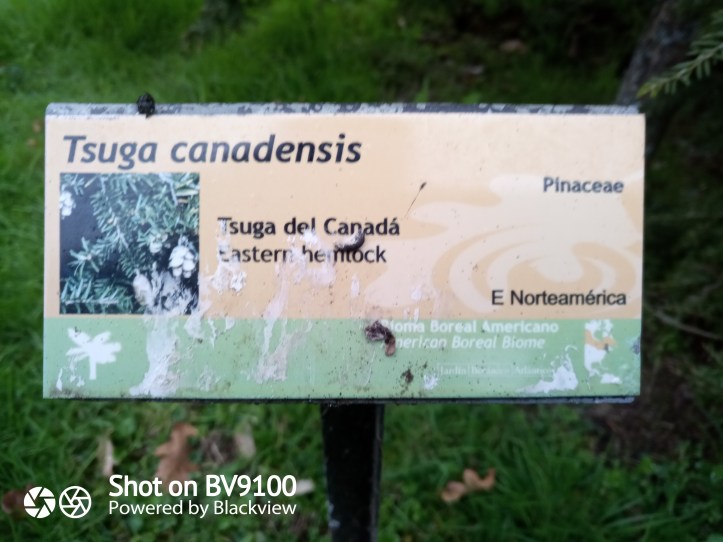 Tsuga canadensis
Pinaceae
Tsuga del Canadá
Eastern hemlock
E Norteamérica
Bioma Boreal Americano
American Boreal Biome
Shot on BV9100
Powered by Blackview